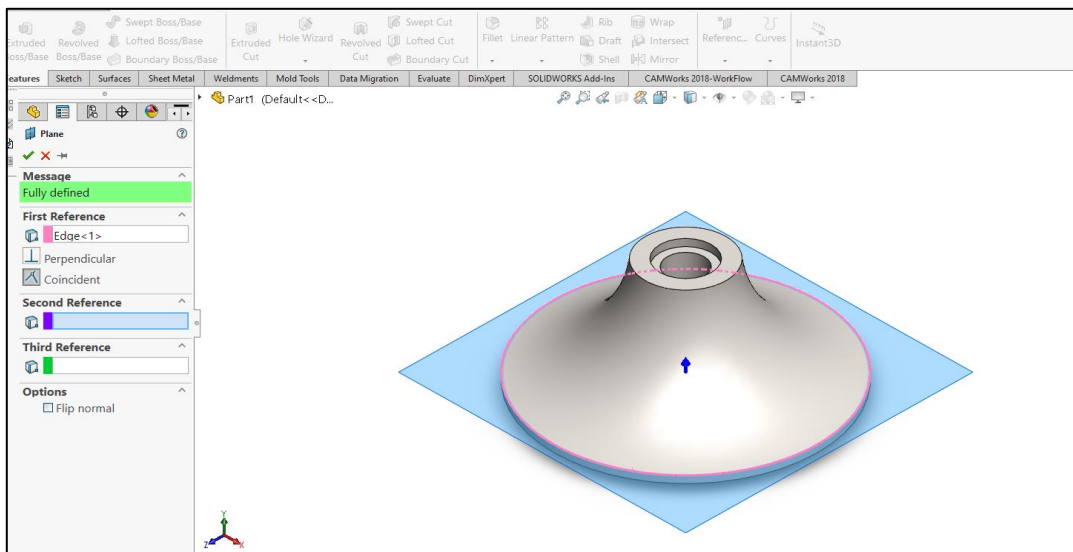 Swept Boss/Base Swept Cut Rib Wrap
Extruded Boss/Base Revolved Boss/Base Lofted Boss/Base Extruded Cut Hole Wizard Revolved Cut Lofted Cut Fillet Linear Pattern Draft Intersect Referenc... Curves Instant3D
Boundary Boss/Base Boundary Cut Shell Mirror
eatures Sketch Surfaces Sheet Metal Weldments Mold Tools Data Migration Evaluate DimXpert SOLIDWORKS Add-Ins CAMWorks 2018-WorkFlow CAMWorks 2018
Part1 (Default<<D...
Plane
Message
Fully defined
First Reference
Edge<1>
Perpendicular
Coincident
Second Reference
Third Reference
Options
Flip normal
Y
Z X